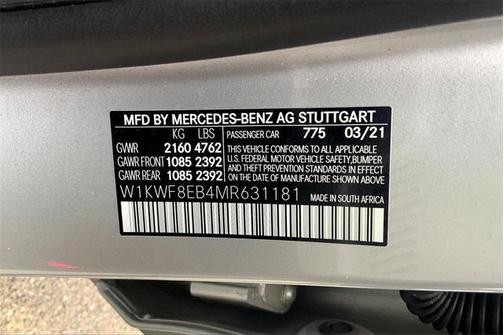 MFD BY MERCEDES-BENZ AG STUTTGART
KG LBS
GVWR 2160 4762
GAWR FRONT 1085 2392
GAWR REAR 1085 2392
PASSENGER CAR 775 03/21
THIS VEHICLE CONFORMS TO ALL APPLICABLE
U.S. FEDERAL MOTOR VEHICLE SAFETY,BUMPER
AND THEFT PREVENTION STANDARDS IN EFFECT
ON THE DATE OF MANUFACTURE SHOWN ABOVE
W1KWF8EB4MR631181
MADE IN SOUTH AFRICA